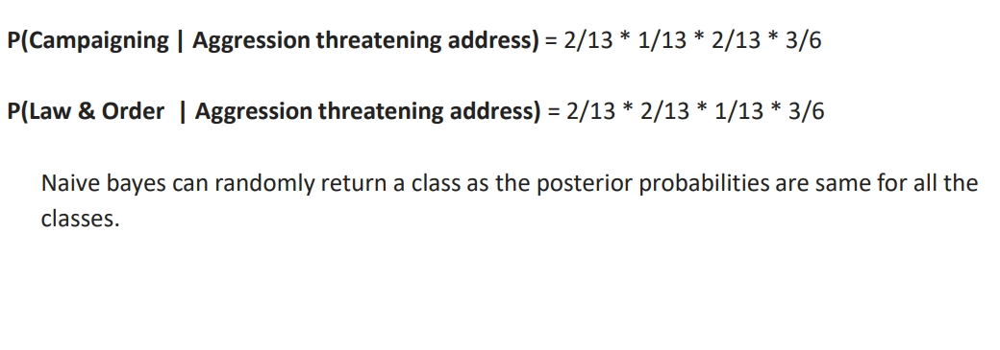 P(Campaigning | Aggression threatening address) = 2/13 * 1/13 * 2/13 * 3/6
P(Law & Order | Aggression threatening address) = 2/13 * 2/13 * 1/13 * 3/6
Naive bayes can randomly return a class as the posterior probabilities are same for all the
classes.